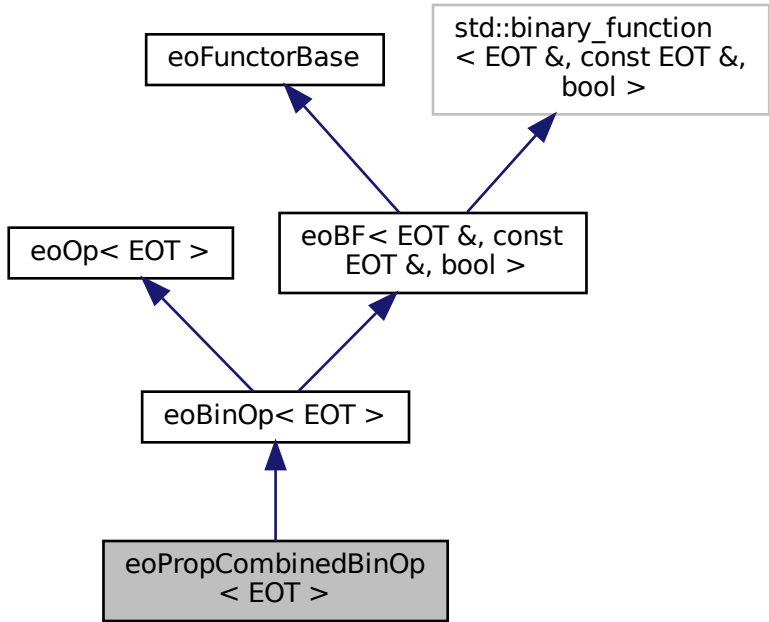 std::binary_function
< EOT &, const EOT &,
bool >
eoFunctorBase
eoBF< EOT &, const
EOT &, bool >
eoOp< EOT >
eoBinOp< EOT >
eoPropCombinedBinOp
< EOT >